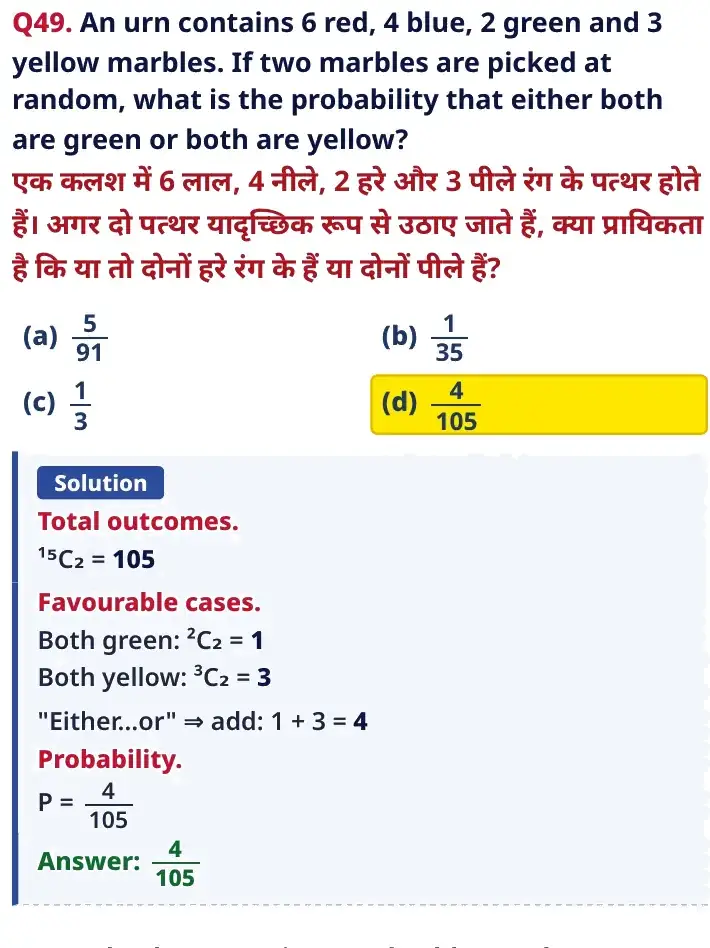 Q49. An urn contains 6 red, 4 blue, 2 green and 3
yellow marbles. If two marbles are picked at
random, what is the probability that either both
are green or both are yellow?
एक कलश में 6 लाल, 4 नीले, 2 हरे और 3 पीले रंग के पत्थर होते
हैं। अगर दो पत्थर यादृच्छिक रूप से उठाए जाते हैं, क्या प्रायिकता
है कि या तो दोनों हरे रंग के हैं या दोनों पीले हैं?
(a) 5/91 (b) 1/35
(c) 1/3 (d) 4/105
Solution
Total outcomes.
¹⁵C₂ = 105
Favourable cases.
Both green: ²C₂ = 1
Both yellow: ³C₂ = 3
"Either...or" ⇒ add: 1 + 3 = 4
Probability.
P = 4/105
Answer: 4/105